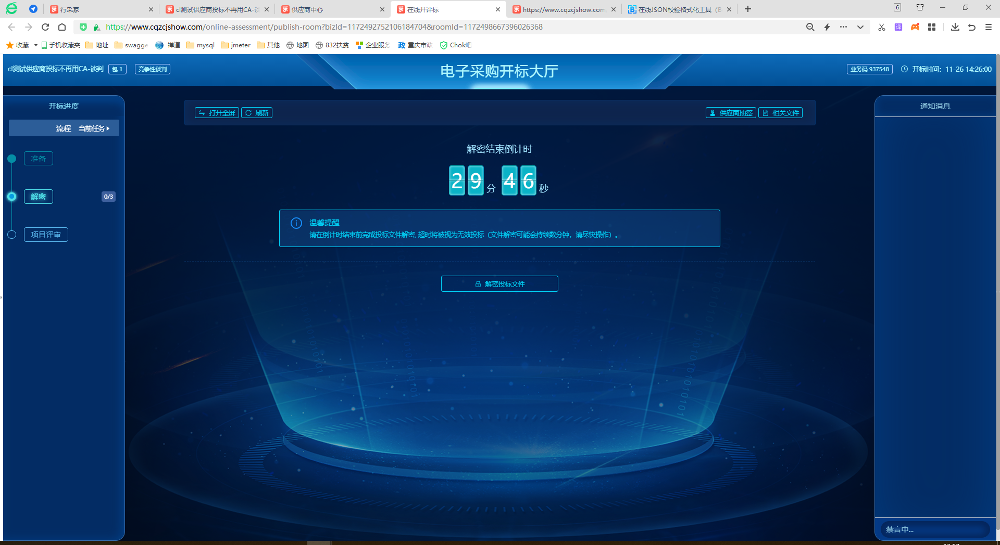 行采家
cl测试供应商投标不再用CA-谈
供应商中心
在线开评标
https://www.cqzcjshow.com
在线JSON校验格式化工具（B
6
https://www.cqzcjshow.com/online-assessment/publish-room?bizId=1172492752106184704&roomId=1172498667396026368
译
收藏
手机收藏夹
地址
swagge
禅道
mysql
jmeter
其他
地图
832扶贫
企业服务
政 重庆市政
Chok吧
cl测试供应商投标不再用CA-谈判 包 1 竞争性谈判
电子采购开标大厅
业务码 937548
开标时间：11-26 14:26:00
开标进度
流程 当前任务
准备
解密 0/3
项目评审
打开全屏 刷新
供应商抽签 相关文件
解密结束倒计时
29分 46秒
温馨提醒
请在倒计时结束前完成投标文件解密, 超时将被视为无效投标（文件解密可能会持续数分钟，请尽快操作）。
解密投标文件
通知消息
禁言中...